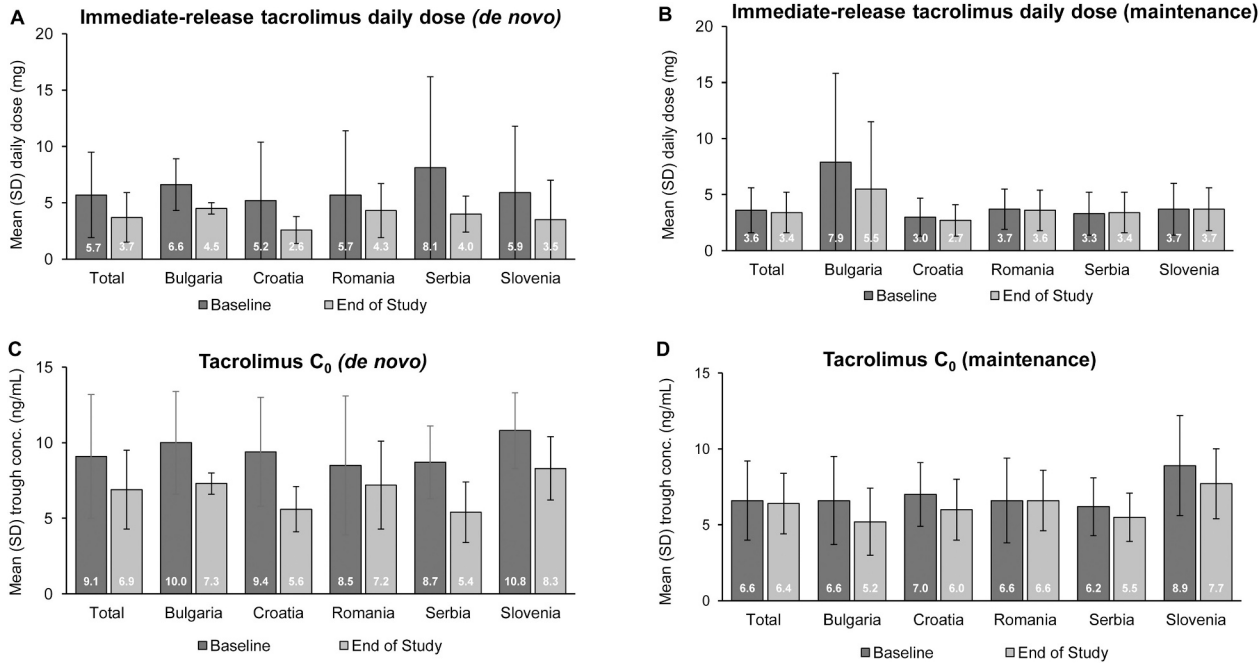 A
Immediate-release tacrolimus daily dose (de novo)
Mean (SD) daily dose (mg)
20
15
10
5
0
5.7 3.7 6.6 4.5 5.2 2.6 5.7 4.3 8.1 4.0 5.9 3.5
Total Bulgaria Croatia Romania Serbia Slovenia
Baseline End of Study
B
Immediate-release tacrolimus daily dose (maintenance)
Mean (SD) daily dose (mg)
20
15
10
5
0
3.6 3.4 7.9 5.5 3.0 2.7 3.7 3.6 3.3 3.4 3.7 3.7
Total Bulgaria Croatia Romania Serbia Slovenia
Baseline End of Study
C
Tacrolimus C₀ (de novo)
Mean (SD) trough conc. (ng/mL)
15
10
5
0
9.1 6.9 10.0 7.3 9.4 5.6 8.5 7.2 8.7 5.4 10.8 8.3
Total Bulgaria Croatia Romania Serbia Slovenia
Baseline End of Study
D
Tacrolimus C₀ (maintenance)
Mean (SD) trough conc. (ng/mL)
15
10
5
0
6.6 6.4 6.6 5.2 7.0 6.0 6.6 6.6 6.2 5.5 8.9 7.7
Total Bulgaria Croatia Romania Serbia Slovenia
Baseline End of Study